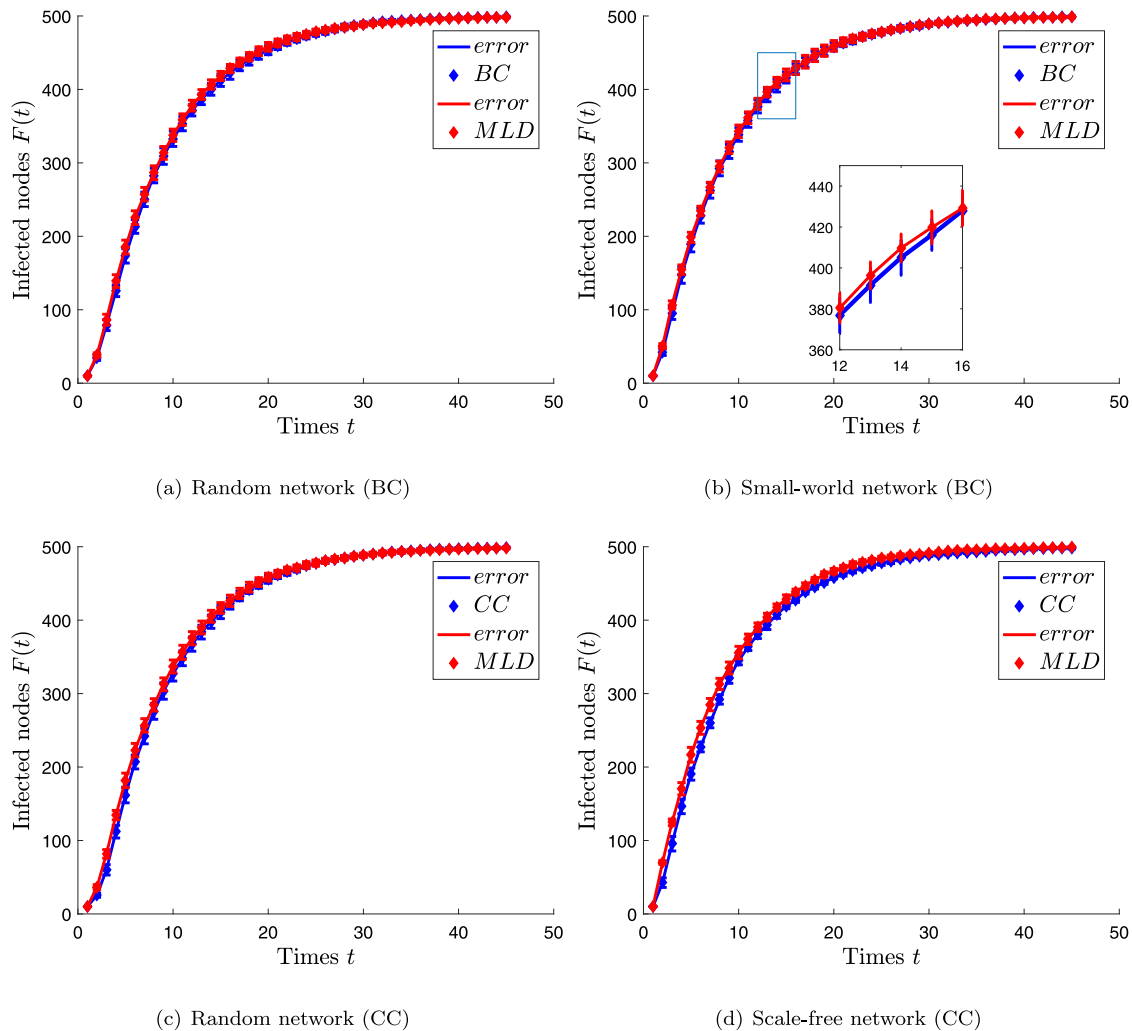 500
400
300
200
100
0
Infected nodes F(t)
error
BC
error
MLD
0 10 20 30 40 50
Times t
(a) Random network (BC)
500
400
300
200
100
0
Infected nodes F(t)
error
BC
error
MLD
440
420
400
380
360
12 14 16
0 10 20 30 40 50
Times t
(b) Small-world network (BC)
500
400
300
200
100
0
Infected nodes F(t)
error
CC
error
MLD
0 10 20 30 40 50
Times t
(c) Random network (CC)
500
400
300
200
100
0
Infected nodes F(t)
error
CC
error
MLD
0 10 20 30 40 50
Times t
(d) Scale-free network (CC)